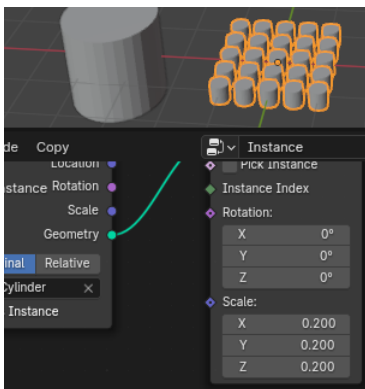 de Copy
Instance
Location
Pick Instance
stance Rotation
Instance Index
Scale
Rotation:
Geometry
X 0°
Y 0°
inal Relative
Z 0°
Cylinder
Scale:
Instance
X 0.200
Y 0.200
Z 0.200